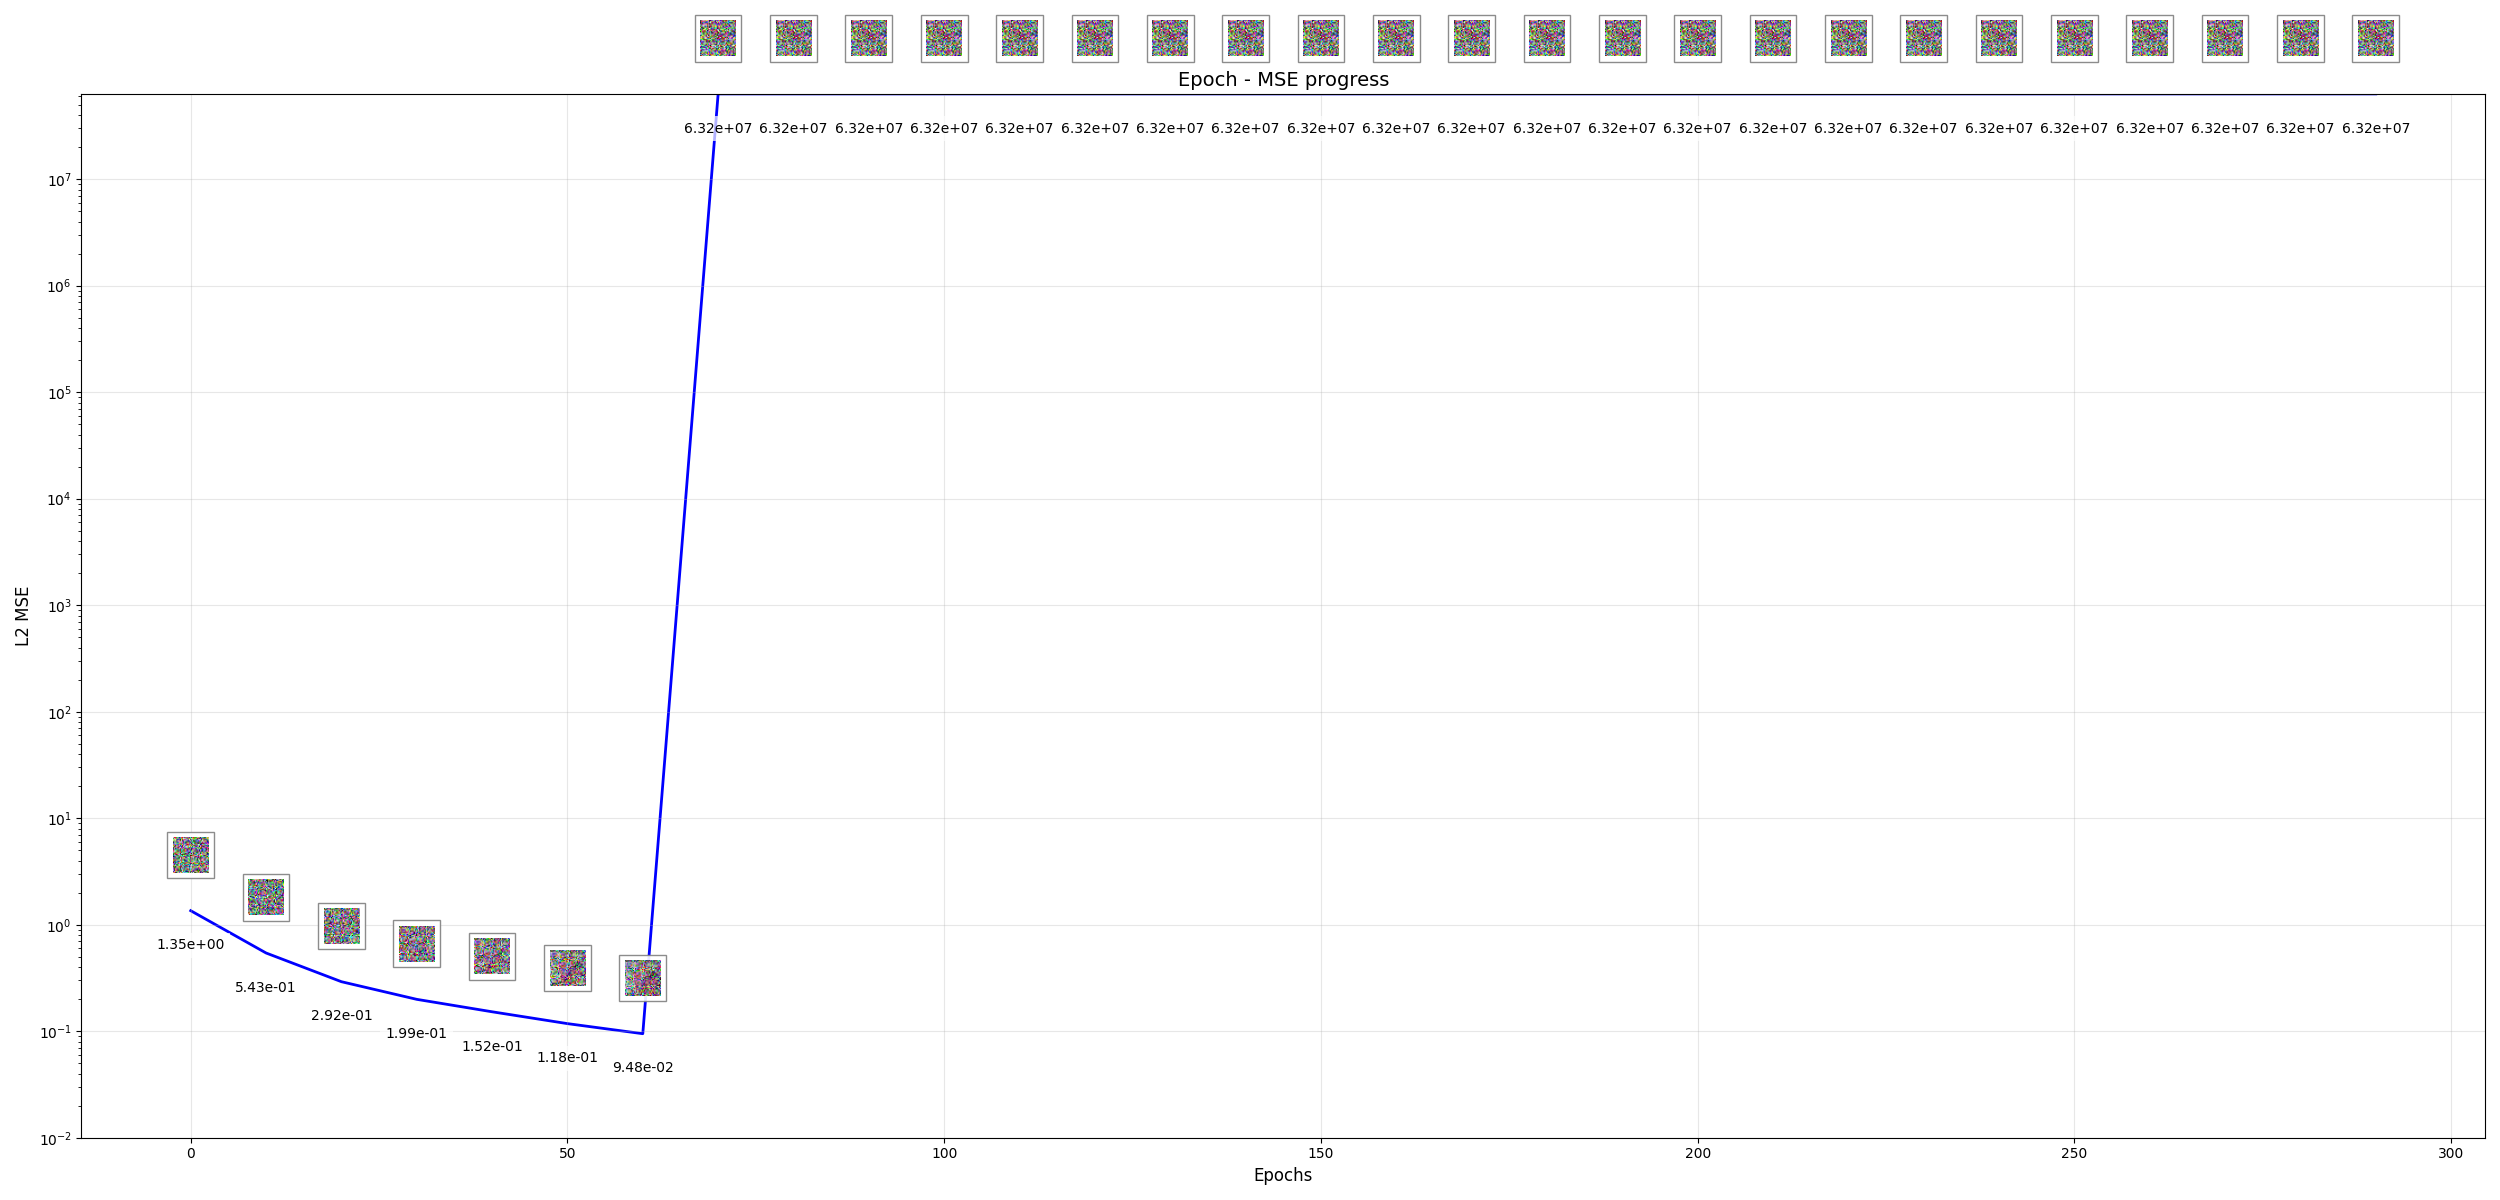 Epoch - MSE progress
6.32e+07 6.32e+07 6.32e+07 6.32e+07 6.32e+07 6.32e+07 6.32e+07 6.32e+07 6.32e+07 6.32e+07 6.32e+07 6.32e+07 6.32e+07 6.32e+07 6.32e+07 6.32e+07 6.32e+07 6.32e+07 6.32e+07 6.32e+07 6.32e+07 6.32e+07 6.32e+07
10⁷
10⁶
10⁵
10⁴
10³
10²
10¹
10⁰
10⁻¹
10⁻²
L2 MSE
1.35e+00
5.43e-01
2.92e-01
1.99e-01
1.52e-01
1.18e-01
9.48e-02
0 50 100 150 200 250 300
Epochs